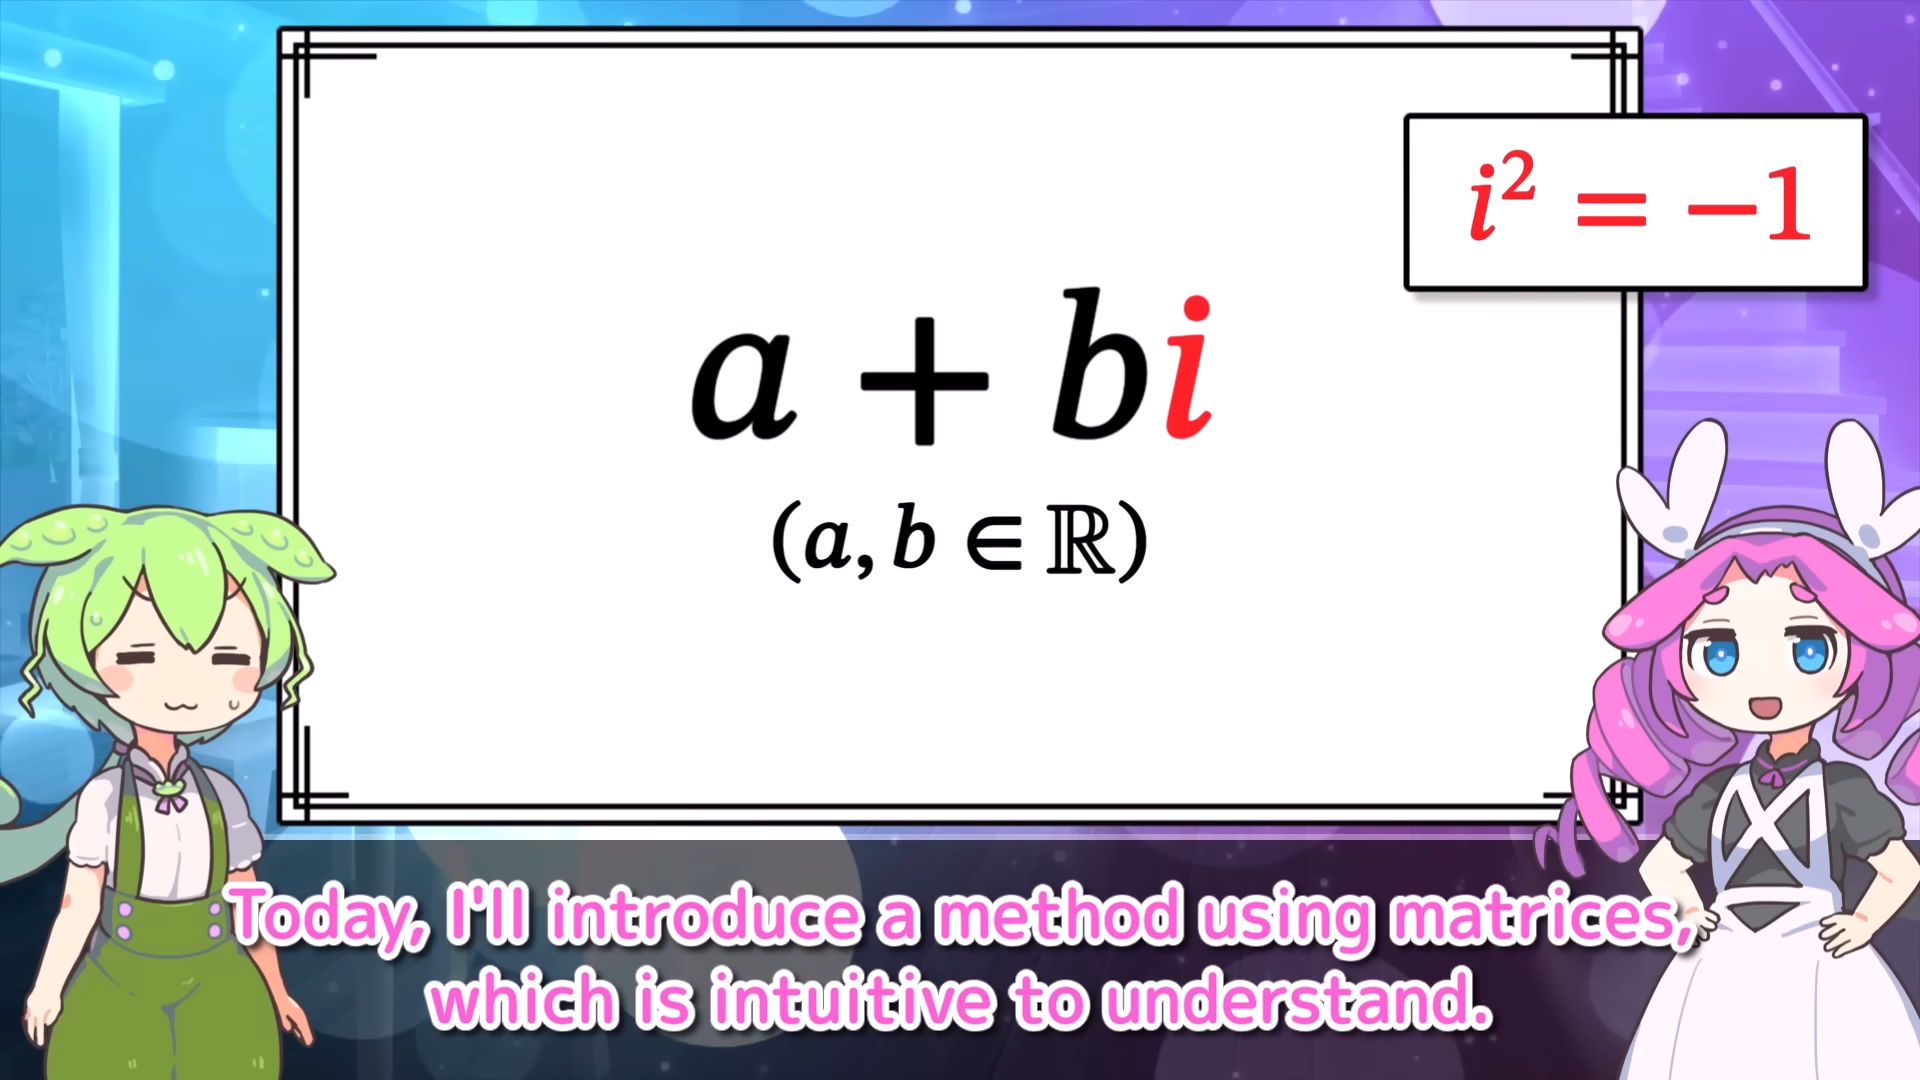 i² = −1
a + bi
(a, b ∈ ℝ)
Today, I'll introduce a method using matrices,
which is intuitive to understand.